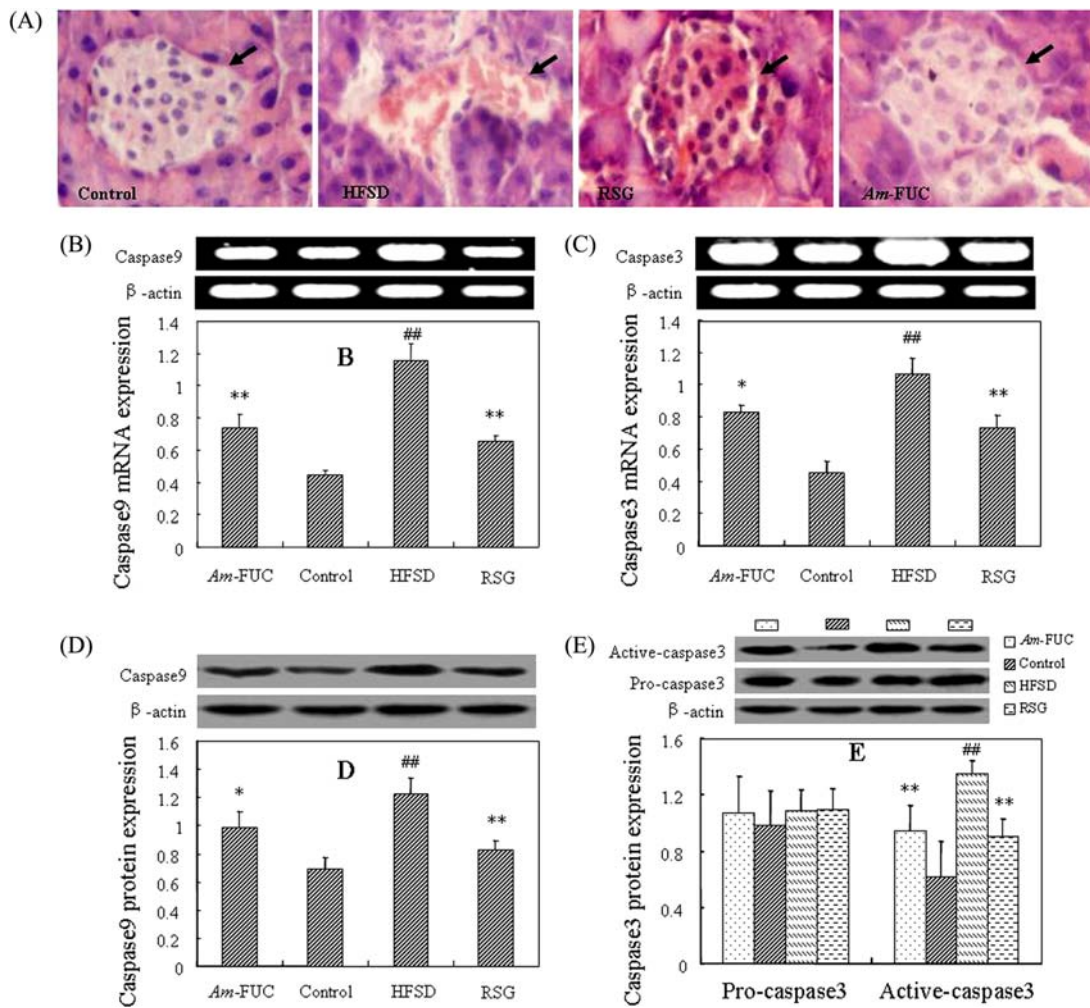 (A)
Control
HFSD
RSG
Am-FUC
(B)
Caspase9
β-actin
Caspase9 mRNA expression
1.4
1.2
1
0.8
0.6
0.4
0.2
0
B
**
##
**
Am-FUC Control HFSD RSG
(C)
Caspase3
β-actin
Caspase3 mRNA expression
1.4
1.2
1
0.8
0.6
0.4
0.2
0
*
##
**
Am-FUC Control HFSD RSG
(D)
Caspase9
β-actin
Caspase9 protein expression
1.6
1.4
1.2
1
0.8
0.6
0.4
0.2
0
D
*
##
**
Am-FUC Control HFSD RSG
(E)
Active-caspase3
Pro-caspase3
β-actin
Am-FUC
Control
HFSD
RSG
Caspase3 protein expression
1.6
1.2
0.8
0.4
0
E
**
##
**
Pro-caspase3 Active-caspase3